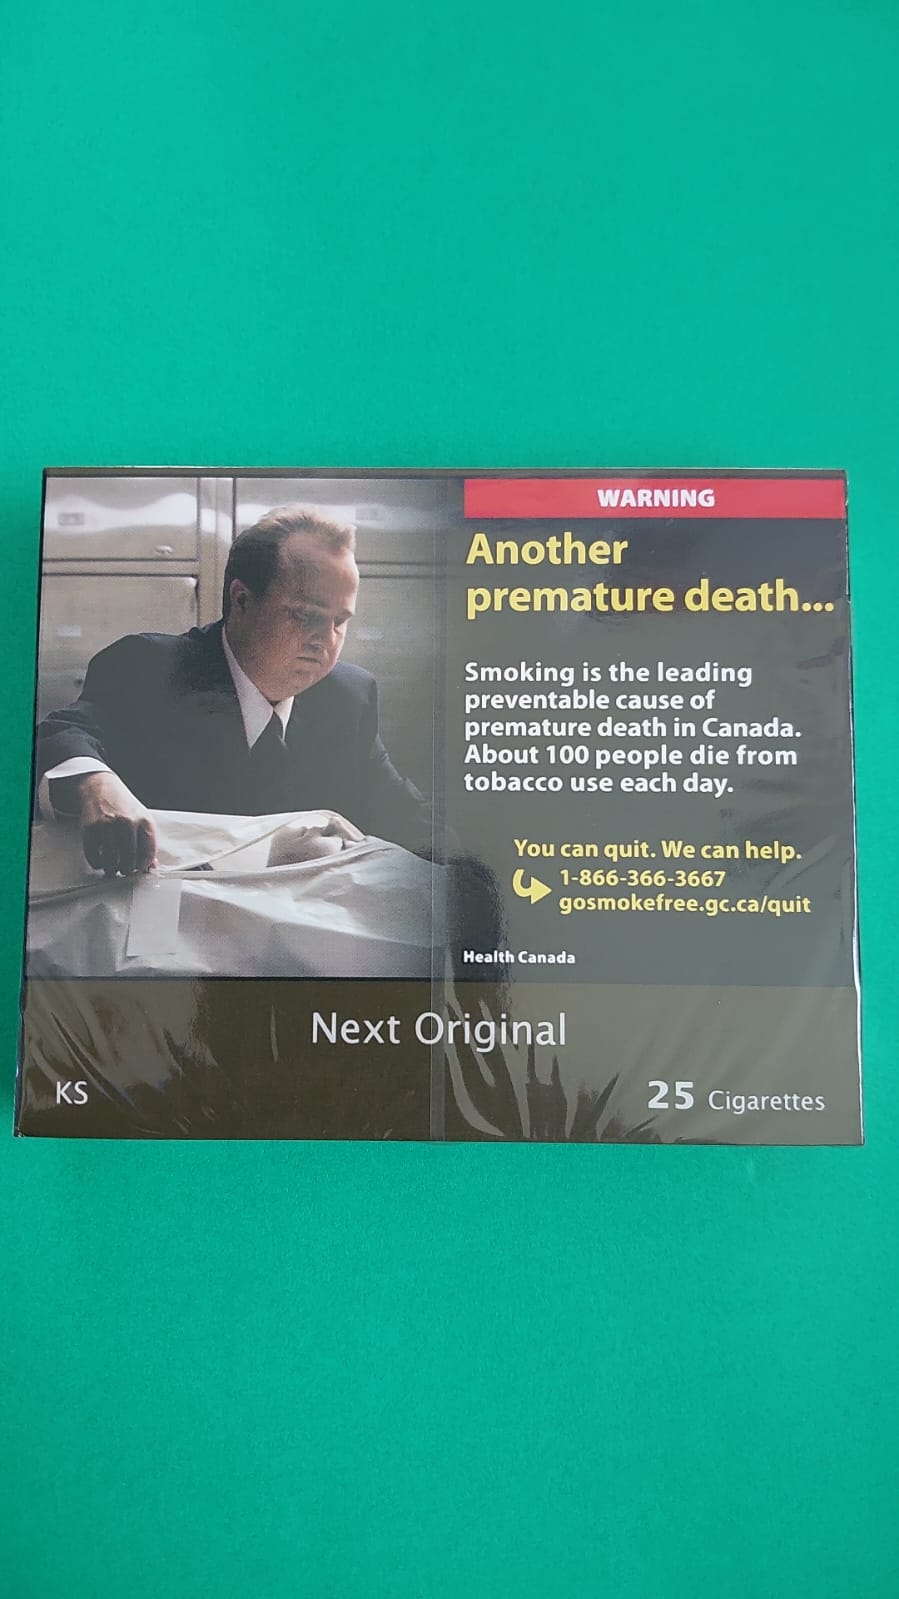 WARNING
Another
premature death...
Smoking is the leading
preventable cause of
premature death in Canada.
About 100 people die from
tobacco use each day.
You can quit. We can help.
1-866-366-3667
gosmokefree.gc.ca/quit
Health Canada
Next Original
KS
25 Cigarettes